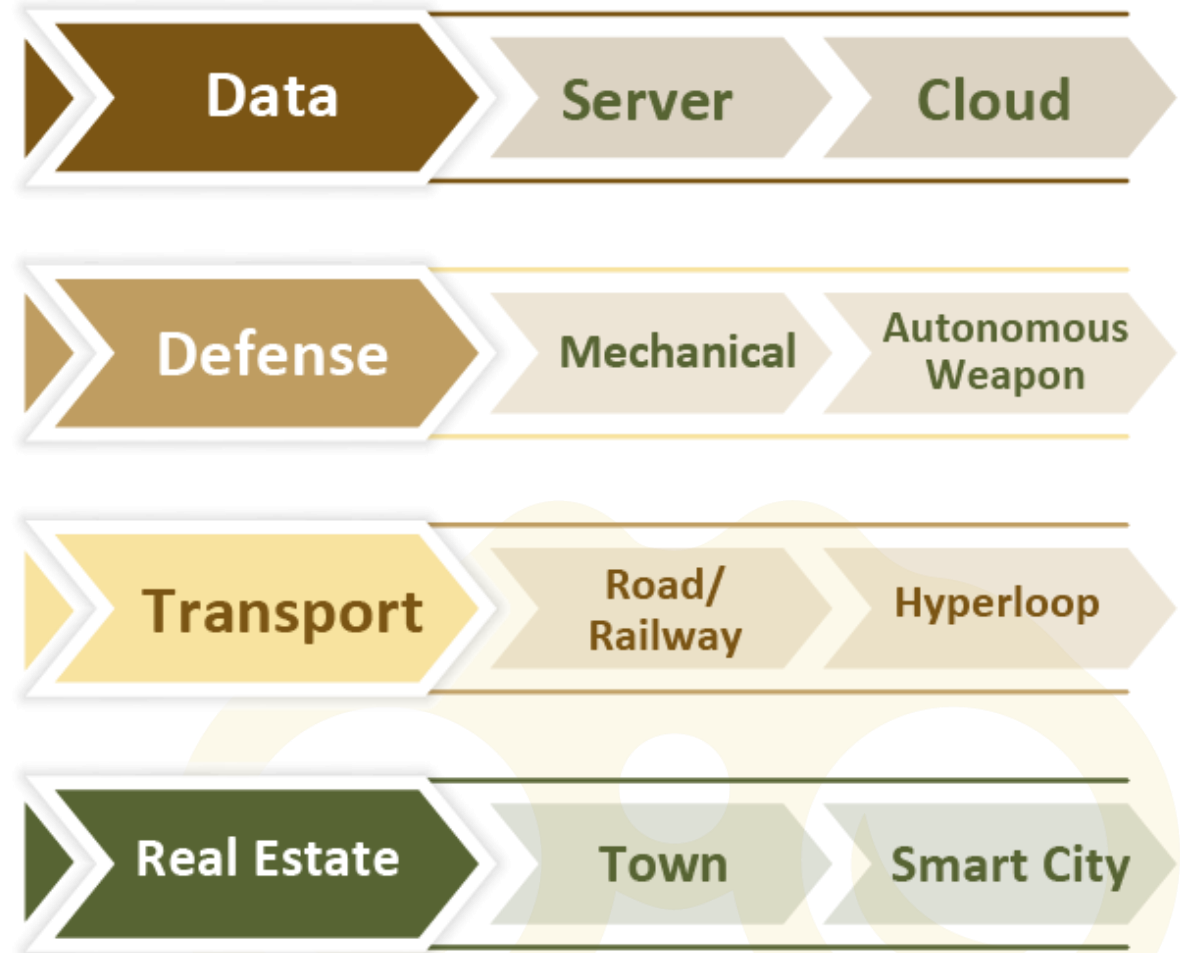 Data
Server
Cloud
Defense
Mechanical
Autonomous
Weapon
Transport
Road/
Railway
Hyperloop
Real Estate
Town
Smart City